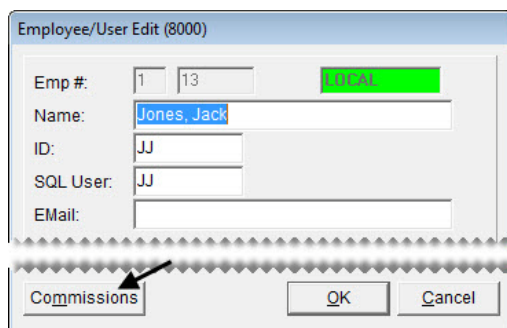 Employee/User Edit (8000)
Emp #: 1 13 LOCAL
Name: Jones, Jack
ID: JJ
SQL User: JJ
EMail:
Commissions OK Cancel